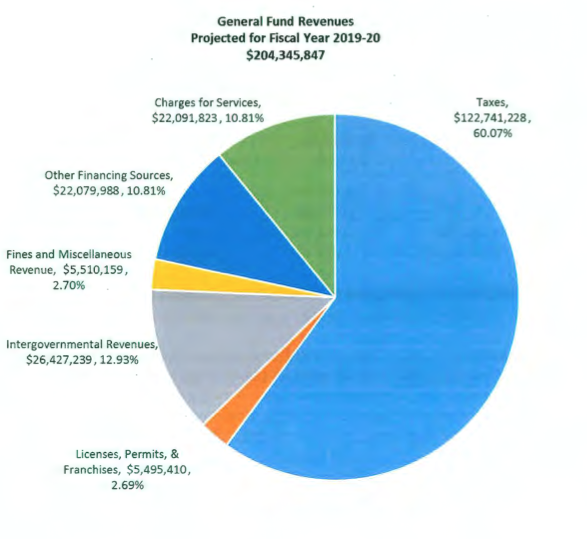 General Fund Revenues
Projected for Fiscal Year 2019-20
$204,345,847
Charges for Services,
$22,091,823, 10.81%
Taxes,
$122,741,228,
60.07%
Other Financing Sources,
$22,079,988, 10.81%
Fines and Miscellaneous
Revenue, $5,510,159,
2.70%
Intergovernmental Revenues,
$26,427,239, 12.93%
Licenses, Permits, &
Franchises, $5,495,410,
2.69%